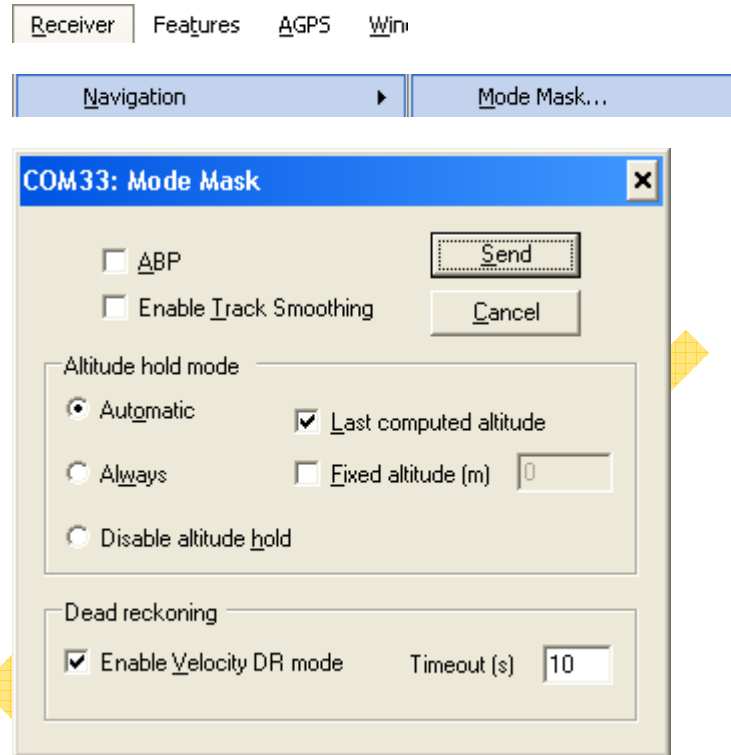 Receiver Features AGPS Win
Navigation Mode Mask...
COM33: Mode Mask
ABP Send
Enable Track Smoothing Cancel
Altitude hold mode
Automatic Last computed altitude
Always Fixed altitude (m) 0
Disable altitude hold
Dead reckoning
Enable Velocity DR mode Timeout (s) 10